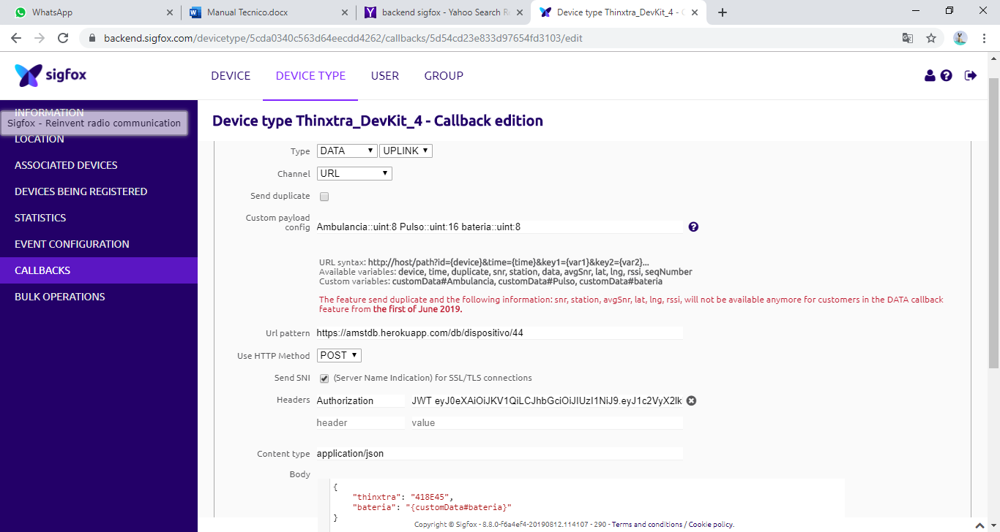 WhatsApp
Manual Tecnico.docx
backend sigfox - Yahoo Search R
Device type Thinxtra_DevKit_4 - C
backend.sigfox.com/devicetype/5cda0340c563d64eecdd4262/callbacks/5d54cd23e833d97654fd3103/edit
sigfox
DEVICE DEVICE TYPE USER GROUP
INFORMATION
Sigfox - Reinvent radio communication
LOCATION
ASSOCIATED DEVICES
DEVICES BEING REGISTERED
STATISTICS
EVENT CONFIGURATION
CALLBACKS
BULK OPERATIONS
Device type Thinxtra_DevKit_4 - Callback edition
Type DATA UPLINK
Channel URL
Send duplicate
Custom payload
config Ambulancia::uint:8 Pulso::uint:16 bateria::uint:8
URL syntax: http://host/path?id={device}&time={time}&key1={var1}&key2={var2}...
Available variables: device, time, duplicate, snr, station, data, avgSnr, lat, lng, rssi, seqNumber
Custom variables: customData#Ambulancia, customData#Pulso, customData#bateria
The feature send duplicate and the following information: snr, station, avgSnr, lat, lng, rssi, will not be available anymore for customers in the DATA callback
feature from the first of June 2019.
Url pattern https://amstdb.herokuapp.com/db/dispositivo/44
Use HTTP Method POST
Send SNI (Server Name Indication) for SSL/TLS connections
Headers Authorization JWT eyJ0eXAiOiJKV1QiLCJhbGciOiJIUzI1NiJ9.eyJ1c2VyX2lk
header value
Content type application/json
Body
{
"thinxtra": "418E45",
"bateria": "{customData#bateria}"
}
Copyright © Sigfox - 8.8.0-f6a4ef4-20190812.114107 - 290 - Terms and conditions / Cookie policy.